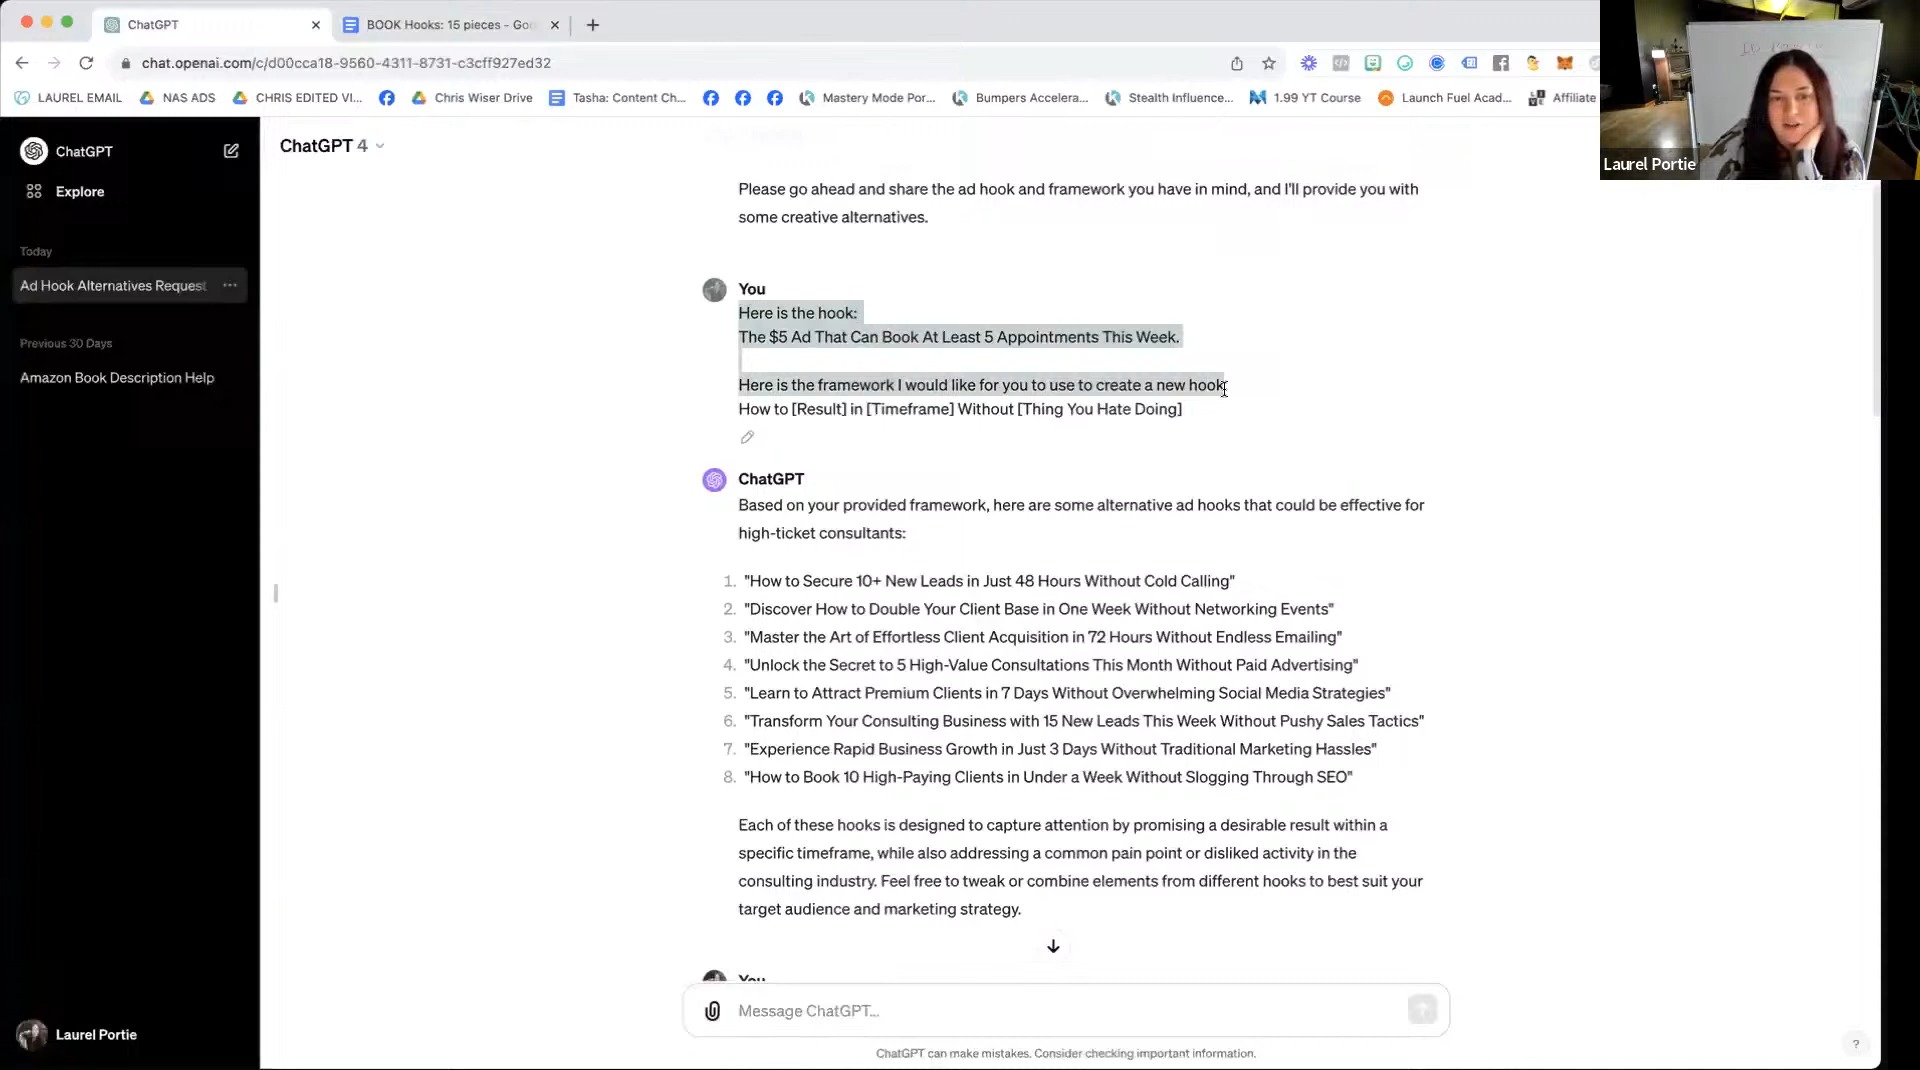 ChatGPT
BOOK Hooks: 15 pieces - Goo
chat.openai.com/c/d00cca18-9560-4311-8731-c3cff927ed32
LAUREL EMAIL
NAS ADS
CHRIS EDITED VI...
Chris Wiser Drive
Tasha: Content Ch...
Mastery Mode Por...
Bumpers Accelera...
Stealth Influence...
1.99 YT Course
Launch Fuel Acad...
Affiliate
Laurel Portie
ChatGPT
Explore
Today
Ad Hook Alternatives Request
Previous 30 Days
Amazon Book Description Help
Laurel Portie
ChatGPT 4
Please go ahead and share the ad hook and framework you have in mind, and I'll provide you with
some creative alternatives.
You
Here is the hook:
The $5 Ad That Can Book At Least 5 Appointments This Week.
Here is the framework I would like for you to use to create a new hook:
How to [Result] in [Timeframe] Without [Thing You Hate Doing]
ChatGPT
Based on your provided framework, here are some alternative ad hooks that could be effective for
high-ticket consultants:
1. "How to Secure 10+ New Leads in Just 48 Hours Without Cold Calling"
2. "Discover How to Double Your Client Base in One Week Without Networking Events"
3. "Master the Art of Effortless Client Acquisition in 72 Hours Without Endless Emailing"
4. "Unlock the Secret to 5 High-Value Consultations This Month Without Paid Advertising"
5. "Learn to Attract Premium Clients in 7 Days Without Overwhelming Social Media Strategies"
6. "Transform Your Consulting Business with 15 New Leads This Week Without Pushy Sales Tactics"
7. "Experience Rapid Business Growth in Just 3 Days Without Traditional Marketing Hassles"
8. "How to Book 10 High-Paying Clients in Under a Week Without Slogging Through SEO"
Each of these hooks is designed to capture attention by promising a desirable result within a
specific timeframe, while also addressing a common pain point or disliked activity in the
consulting industry. Feel free to tweak or combine elements from different hooks to best suit your
target audience and marketing strategy.
You
Message ChatGPT...
ChatGPT can make mistakes. Consider checking important information.
?